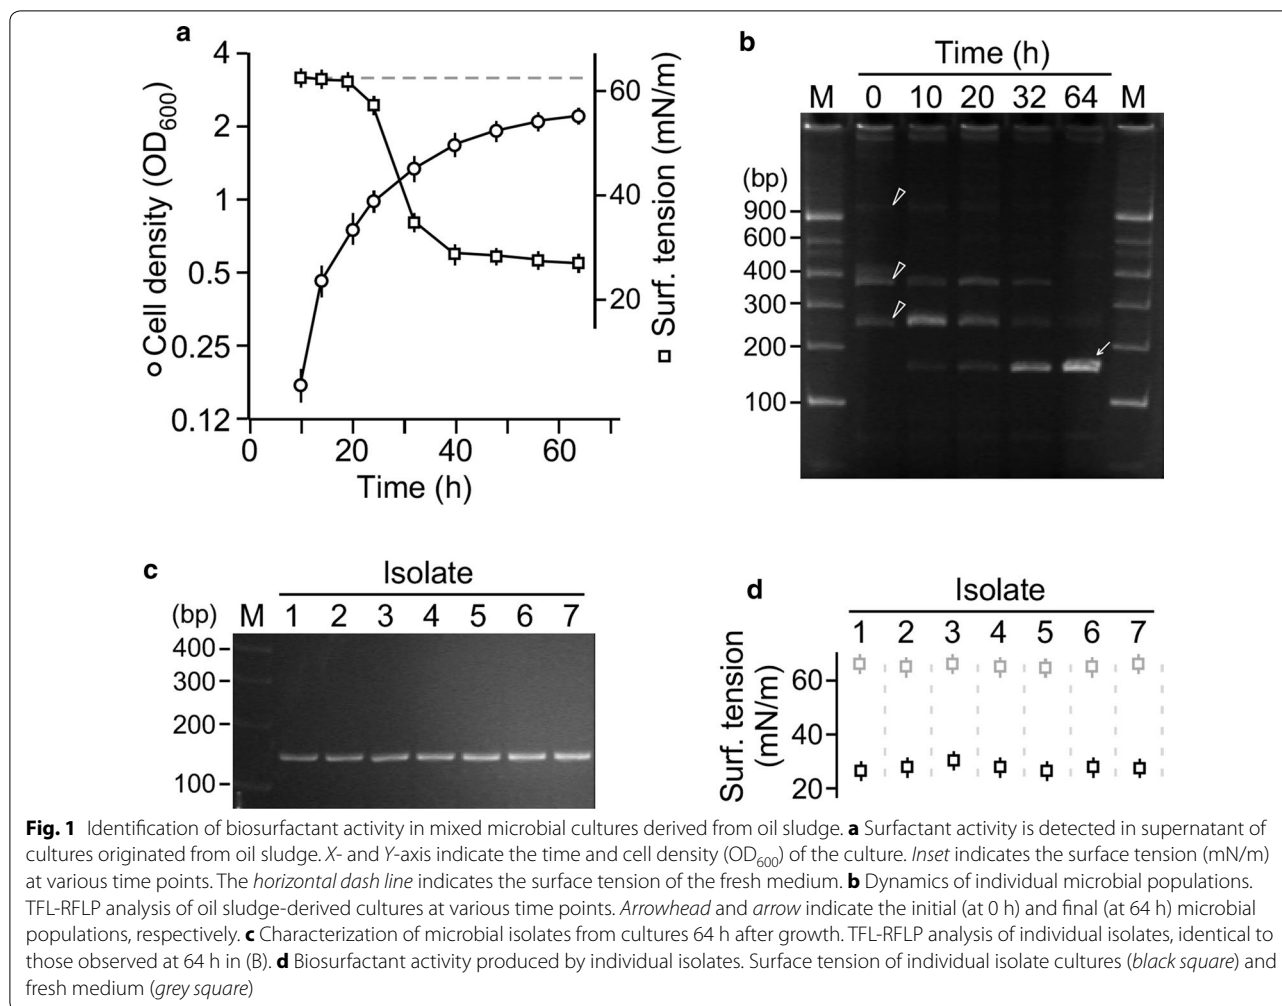 a
4
2
1
0.5
0.25
0.12
Cell density (OD600)
60
40
20
Surf. tension (mN/m)
0 20 40 60
Time (h)
b
Time (h)
M 0 10 20 32 64 M
(bp)
900
600
400
300
200
100
c
Isolate
(bp) M 1 2 3 4 5 6 7
400
300
200
100
d
Isolate
1 2 3 4 5 6 7
Surf. tension
(mN/m)
60
40
20
Fig. 1 Identification of biosurfactant activity in mixed microbial cultures derived from oil sludge. a Surfactant activity is detected in supernatant of
cultures originated from oil sludge. X- and Y-axis indicate the time and cell density (OD600) of the culture. Inset indicates the surface tension (mN/m)
at various time points. The horizontal dash line indicates the surface tension of the fresh medium. b Dynamics of individual microbial populations.
TFL-RFLP analysis of oil sludge-derived cultures at various time points. Arrowhead and arrow indicate the initial (at 0 h) and final (at 64 h) microbial
populations, respectively. c Characterization of microbial isolates from cultures 64 h after growth. TFL-RFLP analysis of individual isolates, identical to
those observed at 64 h in (B). d Biosurfactant activity produced by individual isolates. Surface tension of individual isolate cultures (black square) and
fresh medium (grey square)